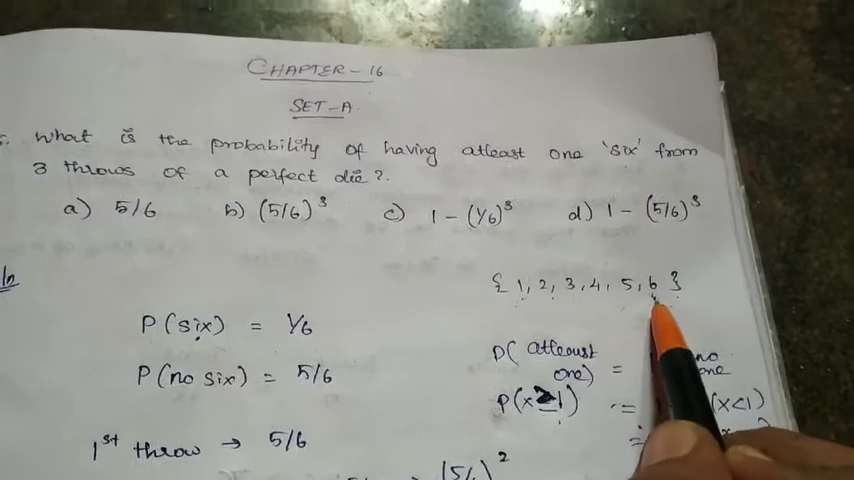 CHAPTER-16
SET-A.
What is the probability of having atleast one 'six' from
3 throws of a perfect die?.
a) 5/6 b) (5/6)³ c) 1 - (1/6)³ d) 1 - (5/6)³
{ 1, 2, 3, 4, 5, 6 }
P(six) = 1/6
P(no six) = 5/6
P( atleast one) = no one
P(x ≥ 1) = (x<1)
=
1st throw → 5/6
(5/6)²